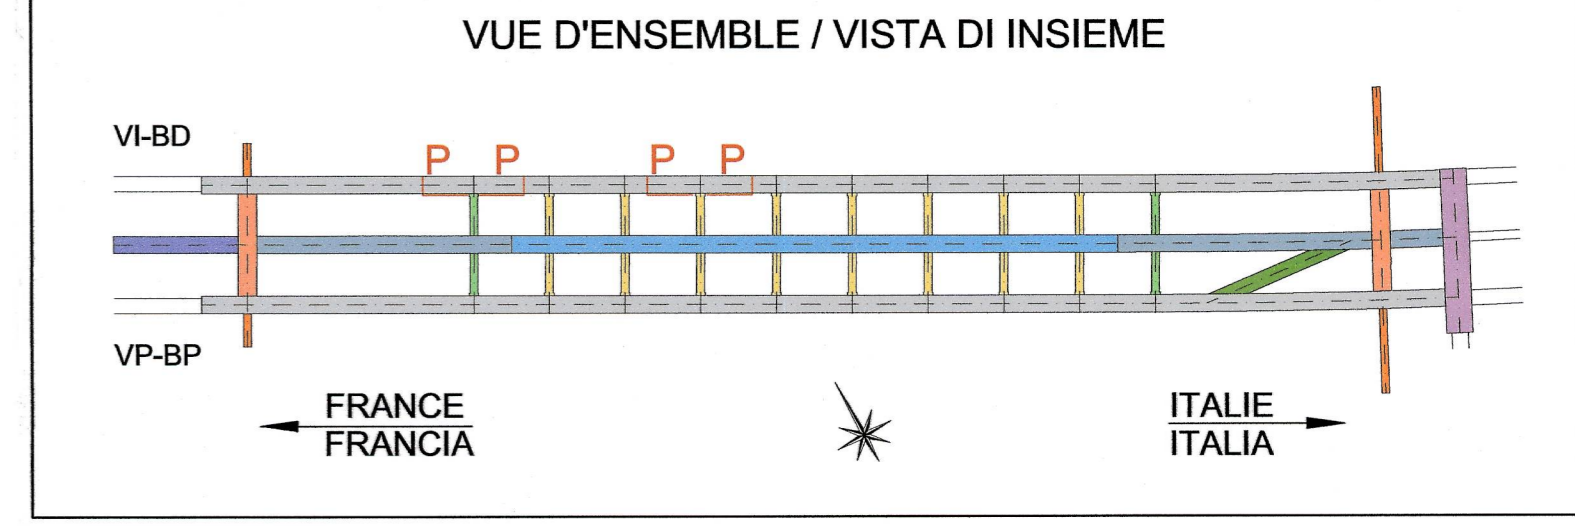 VUE D'ENSEMBLE / VISTA DI INSIEME
VI-BD
P P P P
VP-BP
FRANCE
FRANCIA
ITALIE
ITALIA